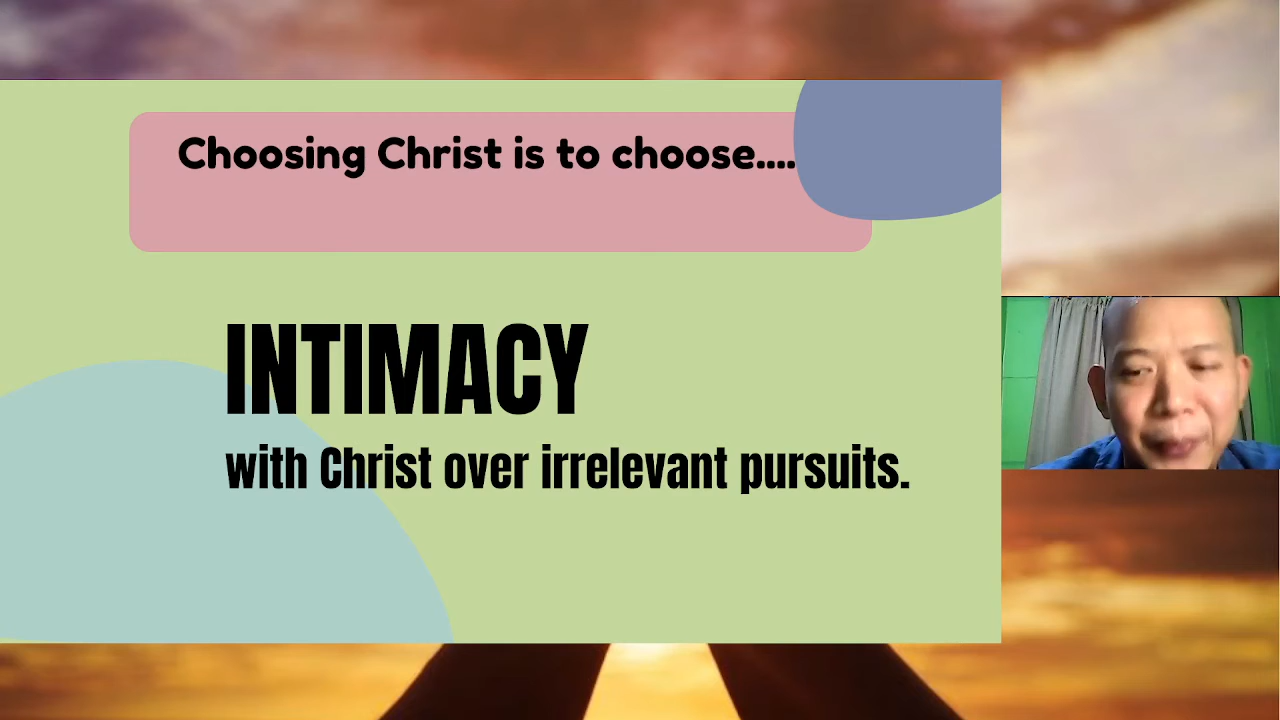 Choosing Christ is to choose....
INTIMACY
with Christ over irrelevant pursuits.